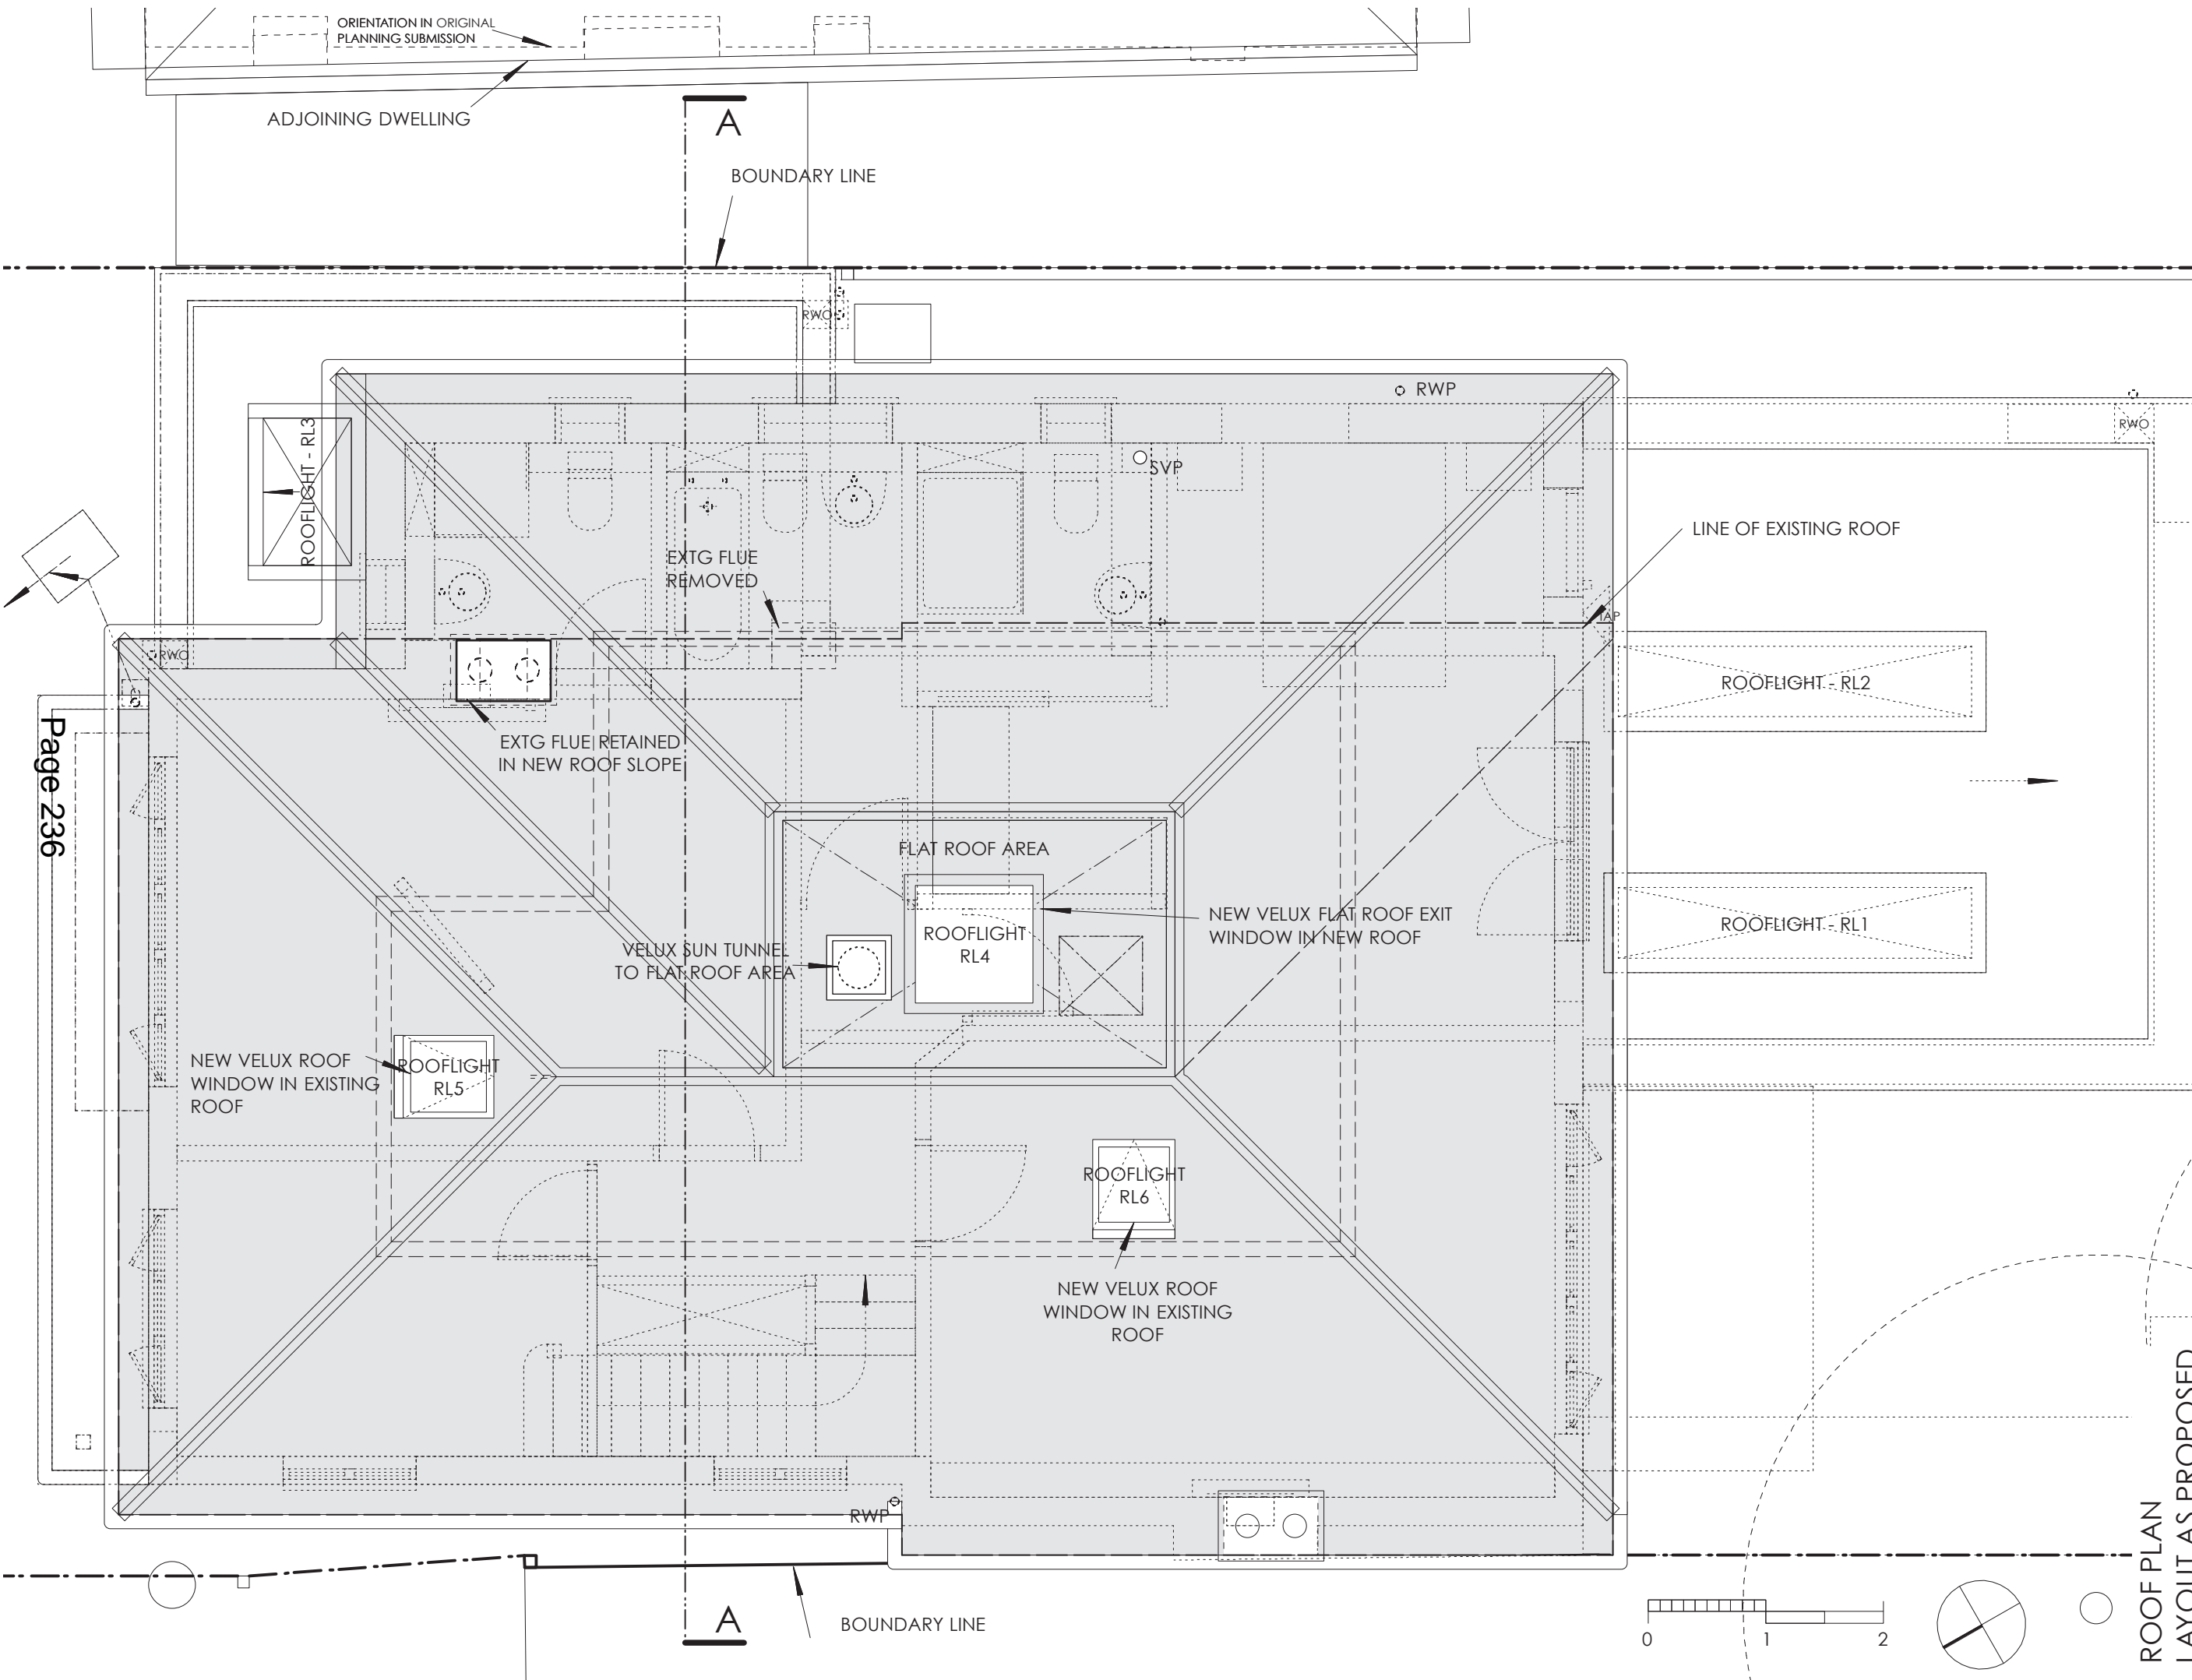 ORIENTATION IN ORIGINAL
PLANNING SUBMISSION
ADJOINING DWELLING
A
BOUNDARY LINE
RWO
RWP
RWO
ROOFLIGHT - RL3
SVP
LINE OF EXISTING ROOF
EXTG FLUE
REMOVED
TAP
RWO
ROOFLIGHT - RL2
EXTG FLUE RETAINED
IN NEW ROOF SLOPE
Page 236
FLAT ROOF AREA
NEW VELUX FLAT ROOF EXIT
WINDOW IN NEW ROOF
ROOFLIGHT - RL1
ROOFLIGHT
RL4
VELUX SUN TUNNEL
TO FLAT ROOF AREA
NEW VELUX ROOF
WINDOW IN EXISTING
ROOF
ROOFLIGHT
RL5
ROOFLIGHT
RL6
NEW VELUX ROOF
WINDOW IN EXISTING
ROOF
RWP
A
BOUNDARY LINE
0 1 2
ROOF PLAN
LAYOUT AS PROPOSED